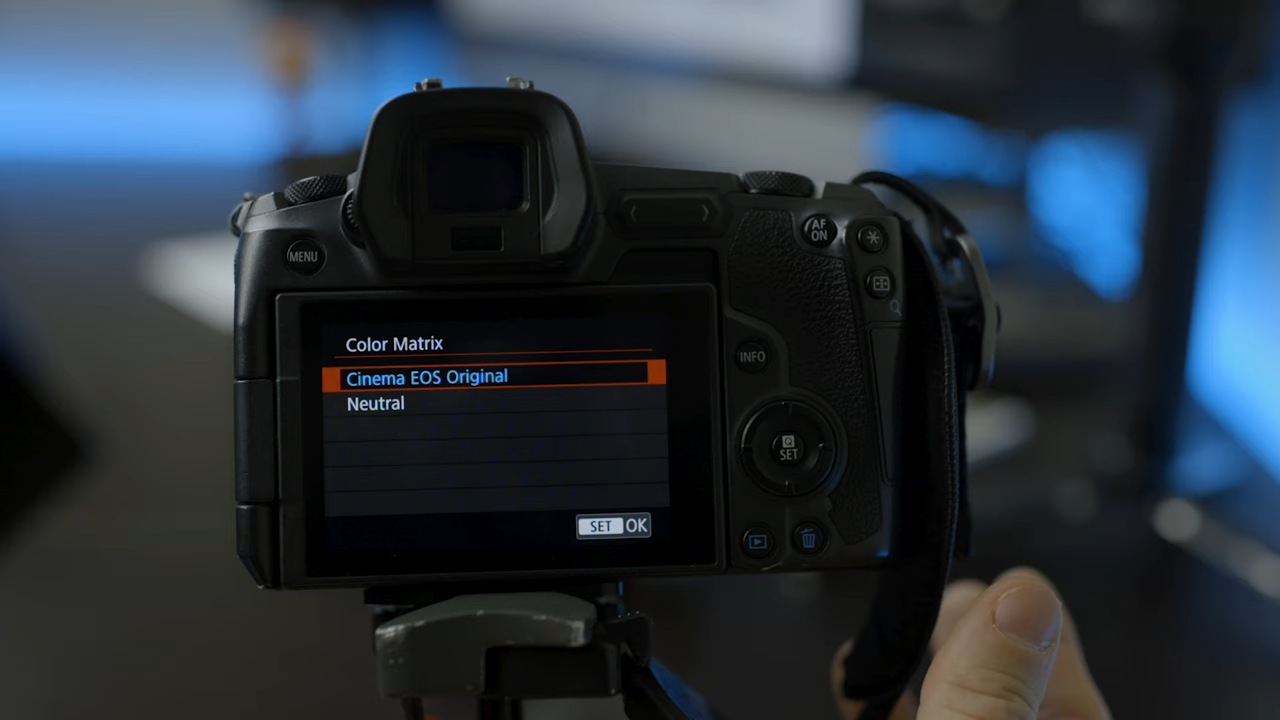 MENU
AF
ON
INFO
Q
SET
Color Matrix
Cinema EOS Original
Neutral
SET OK